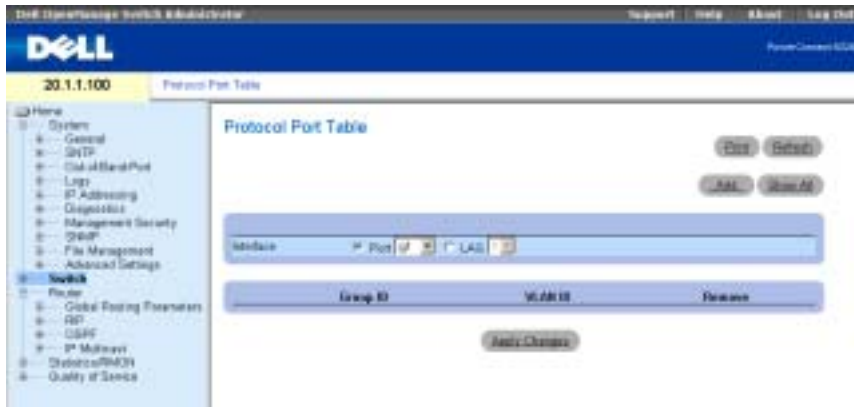 Dell OpenManage Switch Administrator
Support Help About Log Out
DELL
PowerConnect
20.1.1.100
Protocol Port Table
Home
System
General
SNTP
Out of Band Port
Logs
IP Addressing
Diagnostics
Management Security
SNMP
File Management
Advanced Settings
Switch
Router
Global Routing Parameters
RIP
OSPF
IP Multicast
Statistics/RMON
Quality of Service
Protocol Port Table
Print Refresh
Add Show All
Interface Port LAG
Group ID VLAN ID Remove
Apply Changes